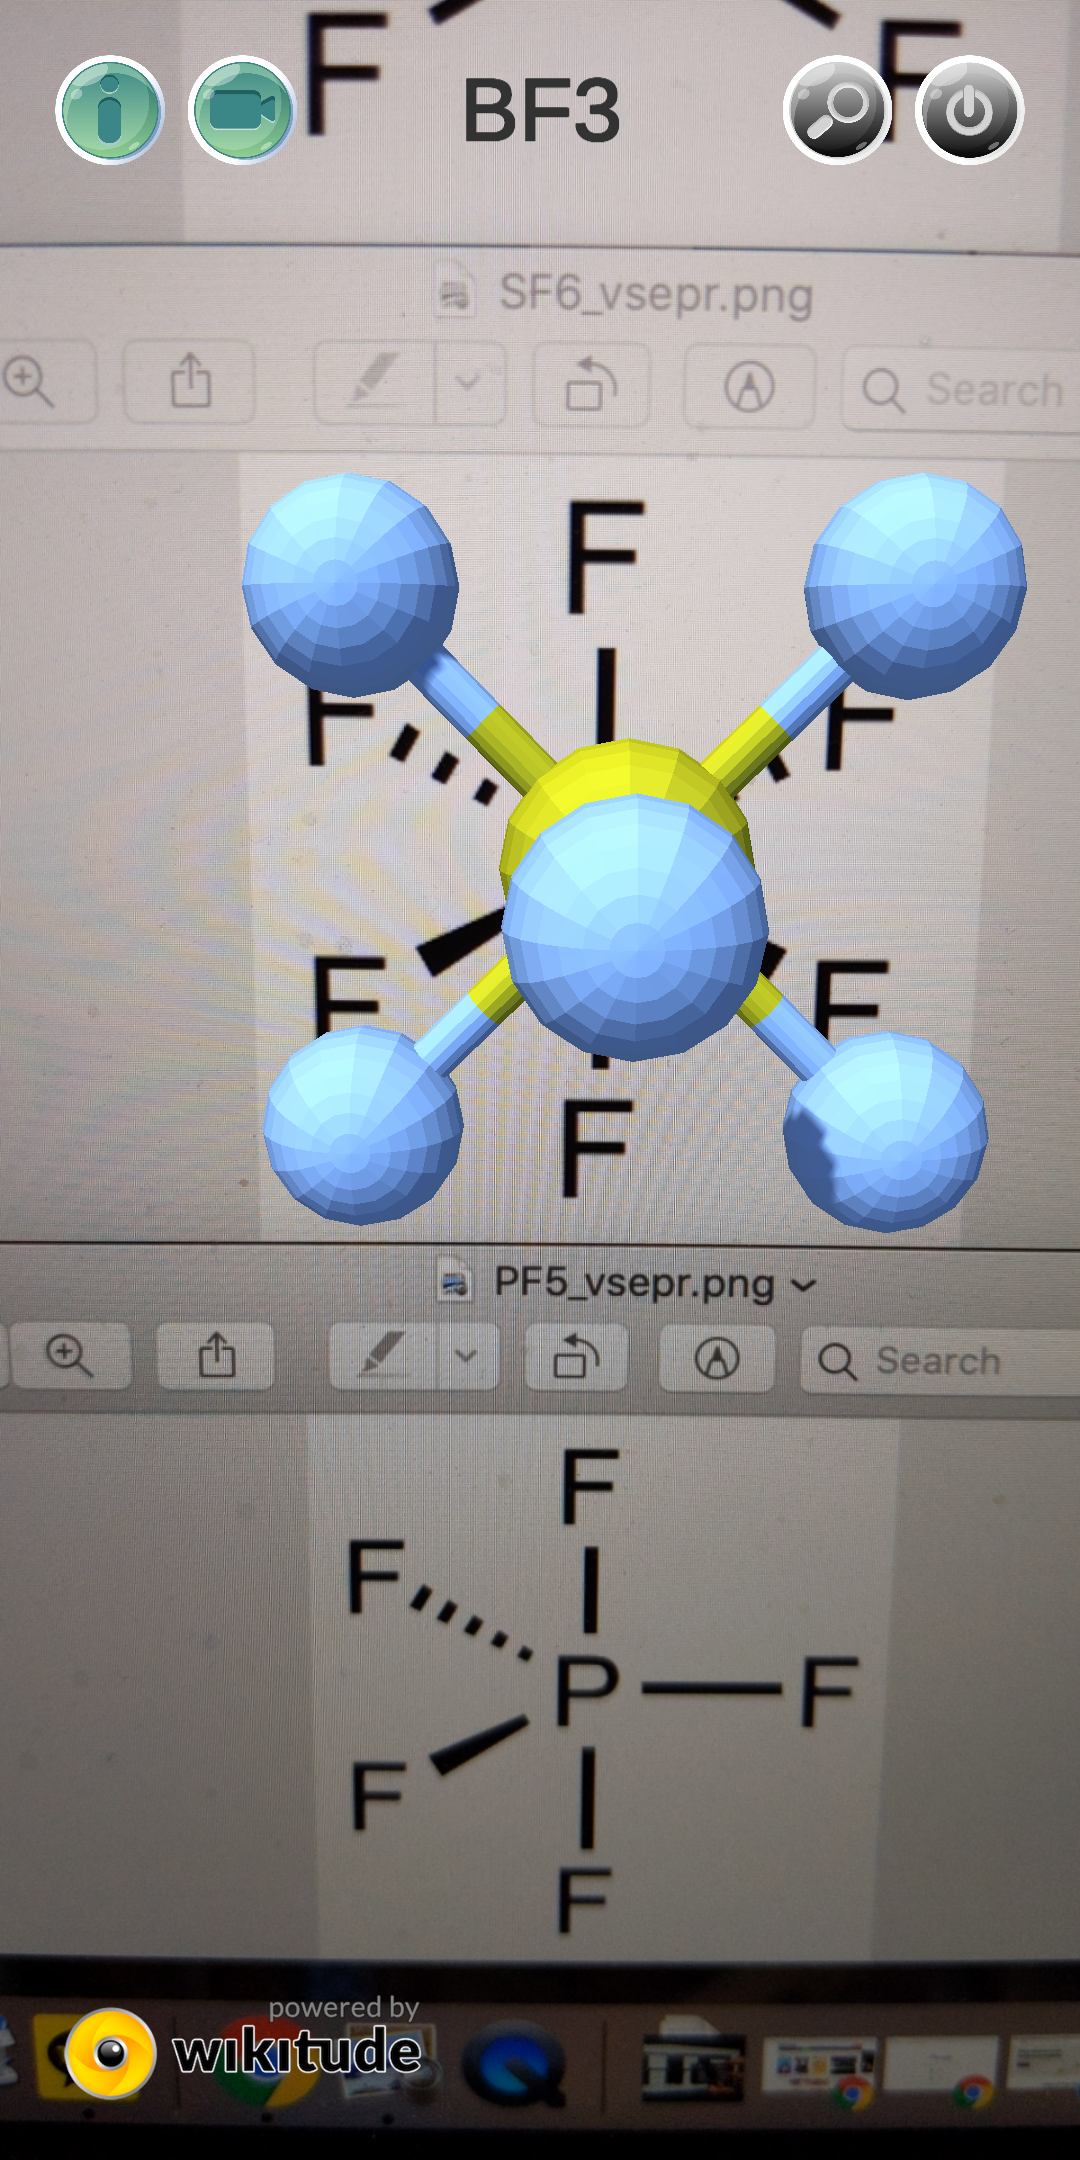 F F
BF3
SF6_vsepr.png
Search
F
F F
F F
F
PF5_vsepr.png
Search
F
F
P F
F
F
powered by
wikitude